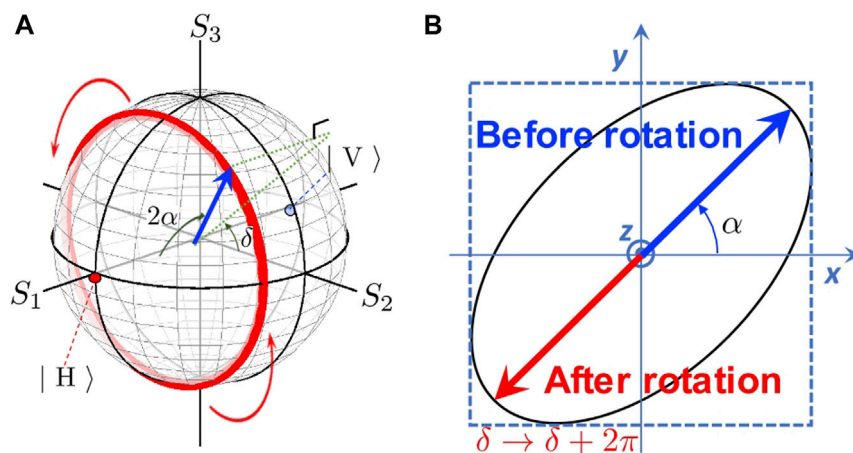 A
S₃
| V ⟩
2α
δ
S₁
S₂
| H ⟩
B
y
Before rotation
α
z
x
After rotation
δ → δ + 2π